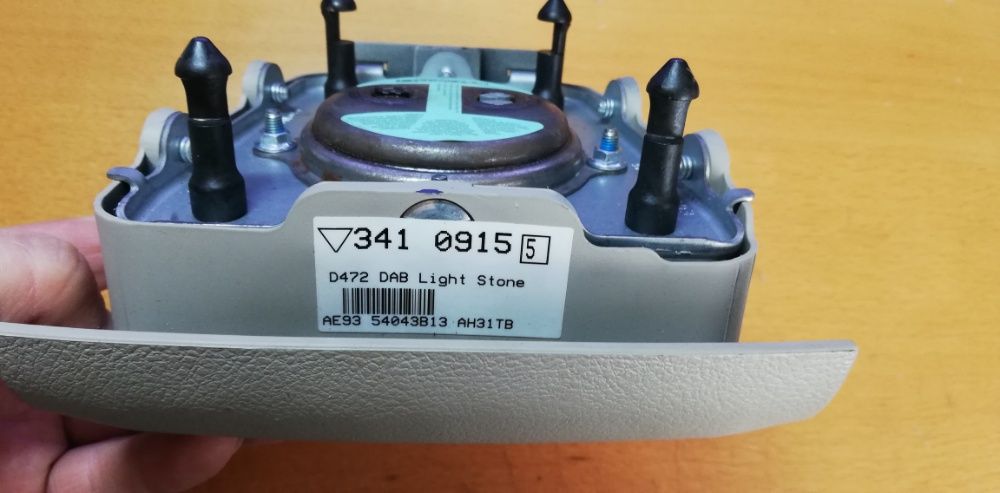 341 0915 5
D472 DAB Light Stone
AE93 54043B13 AH31TB